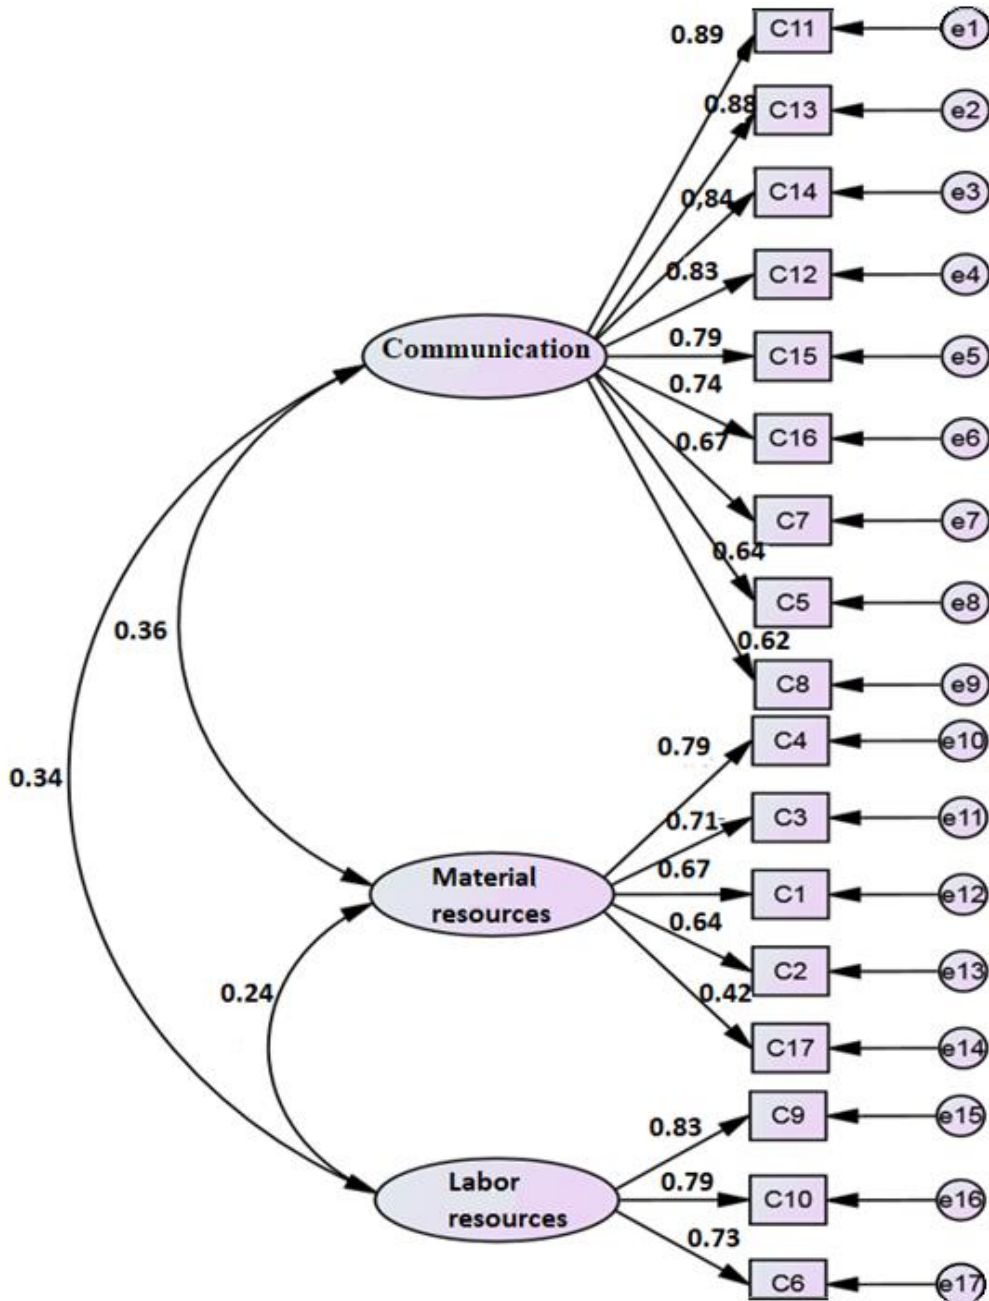 0.89
C11
e1
0.88
C13
e2
0,84
C14
e3
0.83
C12
e4
Communication
0.79
C15
e5
0.74
C16
e6
0.67
C7
e7
0.64
C5
e8
0.62
C8
e9
0.36
0.34
0.79
C4
e10
0.71
C3
e11
Material
resources
0.67
C1
e12
0.64
C2
e13
0.24
0.42
C17
e14
0.83
C9
e15
Labor
resources
0.79
C10
e16
0.73
C6
e17